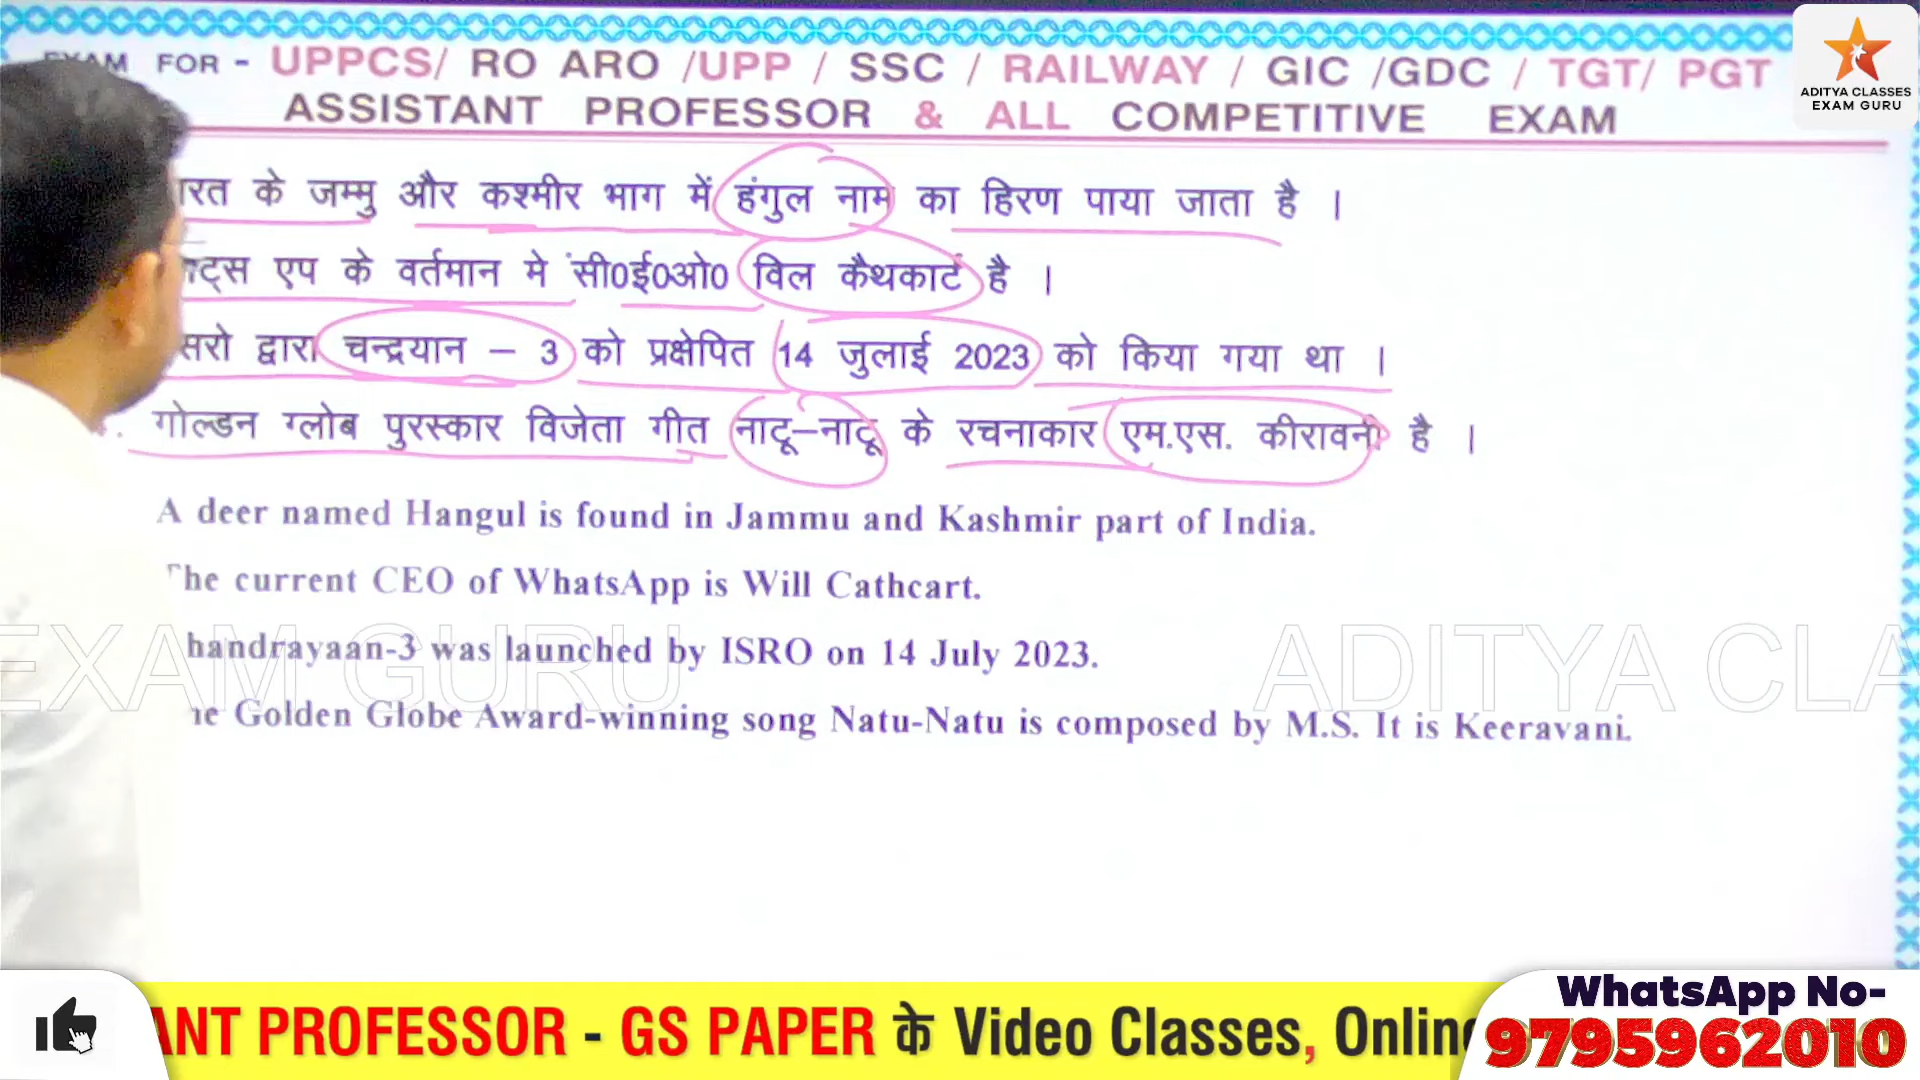 EXAM FOR - UPPCS/ RO ARO /UPP / SSC / RAILWAY / GIC /GDC / TGT/ PGT
ASSISTANT PROFESSOR & ALL COMPETITIVE EXAM
ADITYA CLASSES
EXAM GURU
के जम्मु और कश्मीर भाग में हंगुल नाम का हिरण पाया जाता है ।
एप के वर्तमान मे सी0ई0ओ0 विल कैथकार्ट है ।
द्वारा चन्द्रयान – 3 को प्रक्षेपित 14 जुलाई 2023 को किया गया था ।
गोल्डन ग्लोब पुरस्कार विजेता गीत नाटू–नाटू के रचनाकार एम.एस. कीरावनी है ।
A deer named Hangul is found in Jammu and Kashmir part of India.
The current CEO of WhatsApp is Will Cathcart.
handrayaan-3 was launched by ISRO on 14 July 2023.
Golden Globe Award-winning song Natu-Natu is composed by M.S. It is Keeravani.
EXAM GURU ADITYA CLA
ANT PROFESSOR - GS PAPER के Video Classes, Online
WhatsApp No-
9795962010